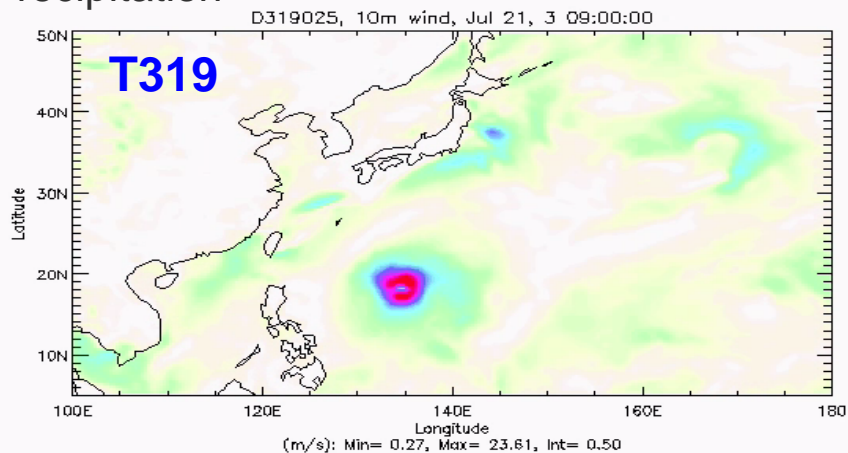 recipitation
D319025, 10m wind, Jul 21, 3 09:00:00
T319
50N
40N
30N
20N
10N
Latitude
100E 120E 140E 160E 180
Longitude
(m/s): Min= 0.27, Max= 23.61, Int= 0.50